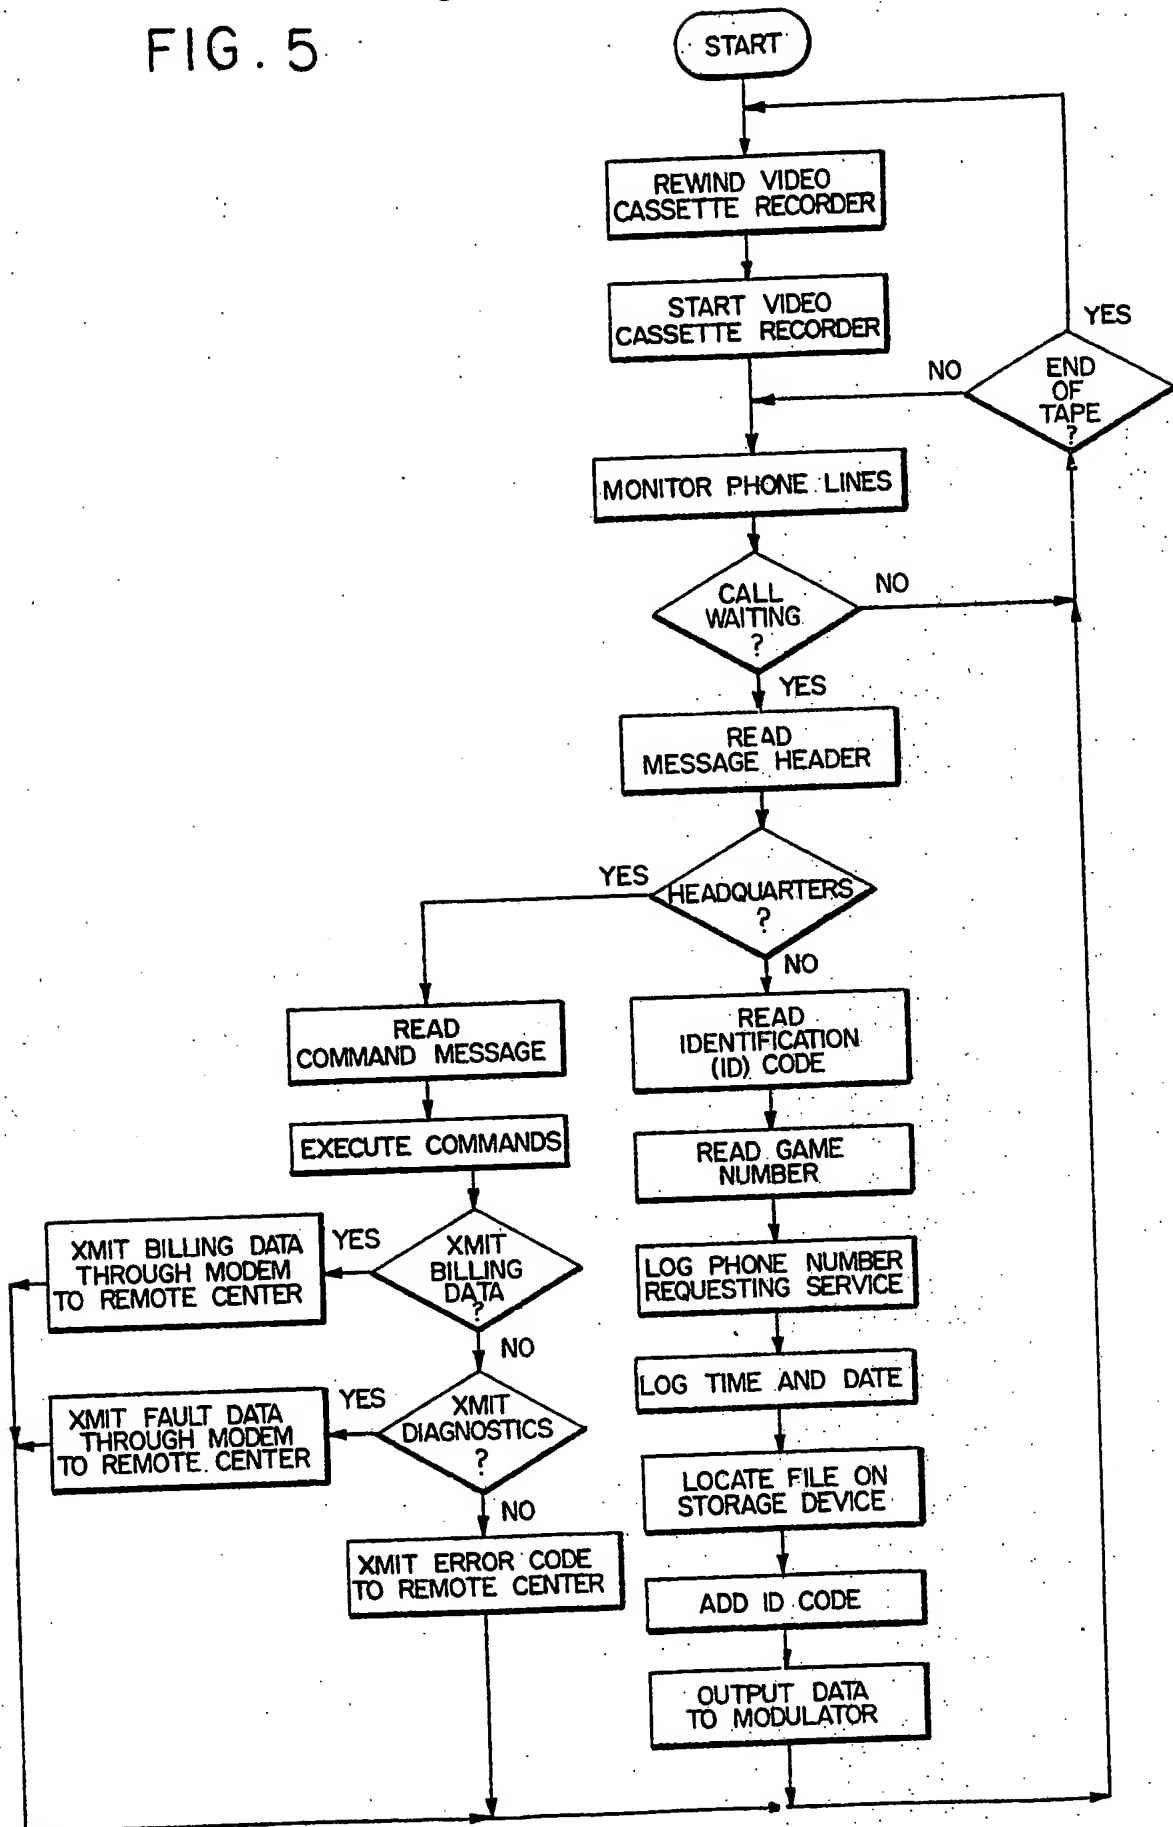 FIG. 5
START
REWIND VIDEO
CASSETTE RECORDER
START VIDEO
CASSETTE RECORDER
YES
NO
END
OF
TAPE
?
MONITOR PHONE LINES
CALL
WAITING
?
NO
YES
READ
MESSAGE HEADER
YES
HEADQUARTERS
?
NO
READ
COMMAND MESSAGE
READ
IDENTIFICATION
(ID) CODE
EXECUTE COMMANDS
READ GAME
NUMBER
XMIT BILLING DATA
THROUGH MODEM
TO REMOTE CENTER
YES
XMIT
BILLING
DATA
?
NO
LOG PHONE NUMBER
REQUESTING SERVICE
LOG TIME AND DATE
XMIT FAULT DATA
THROUGH MODEM
TO REMOTE CENTER
YES
XMIT
DIAGNOSTICS
?
NO
LOCATE FILE ON
STORAGE DEVICE
XMIT ERROR CODE
TO REMOTE CENTER
ADD ID CODE
OUTPUT DATA
TO MODULATOR